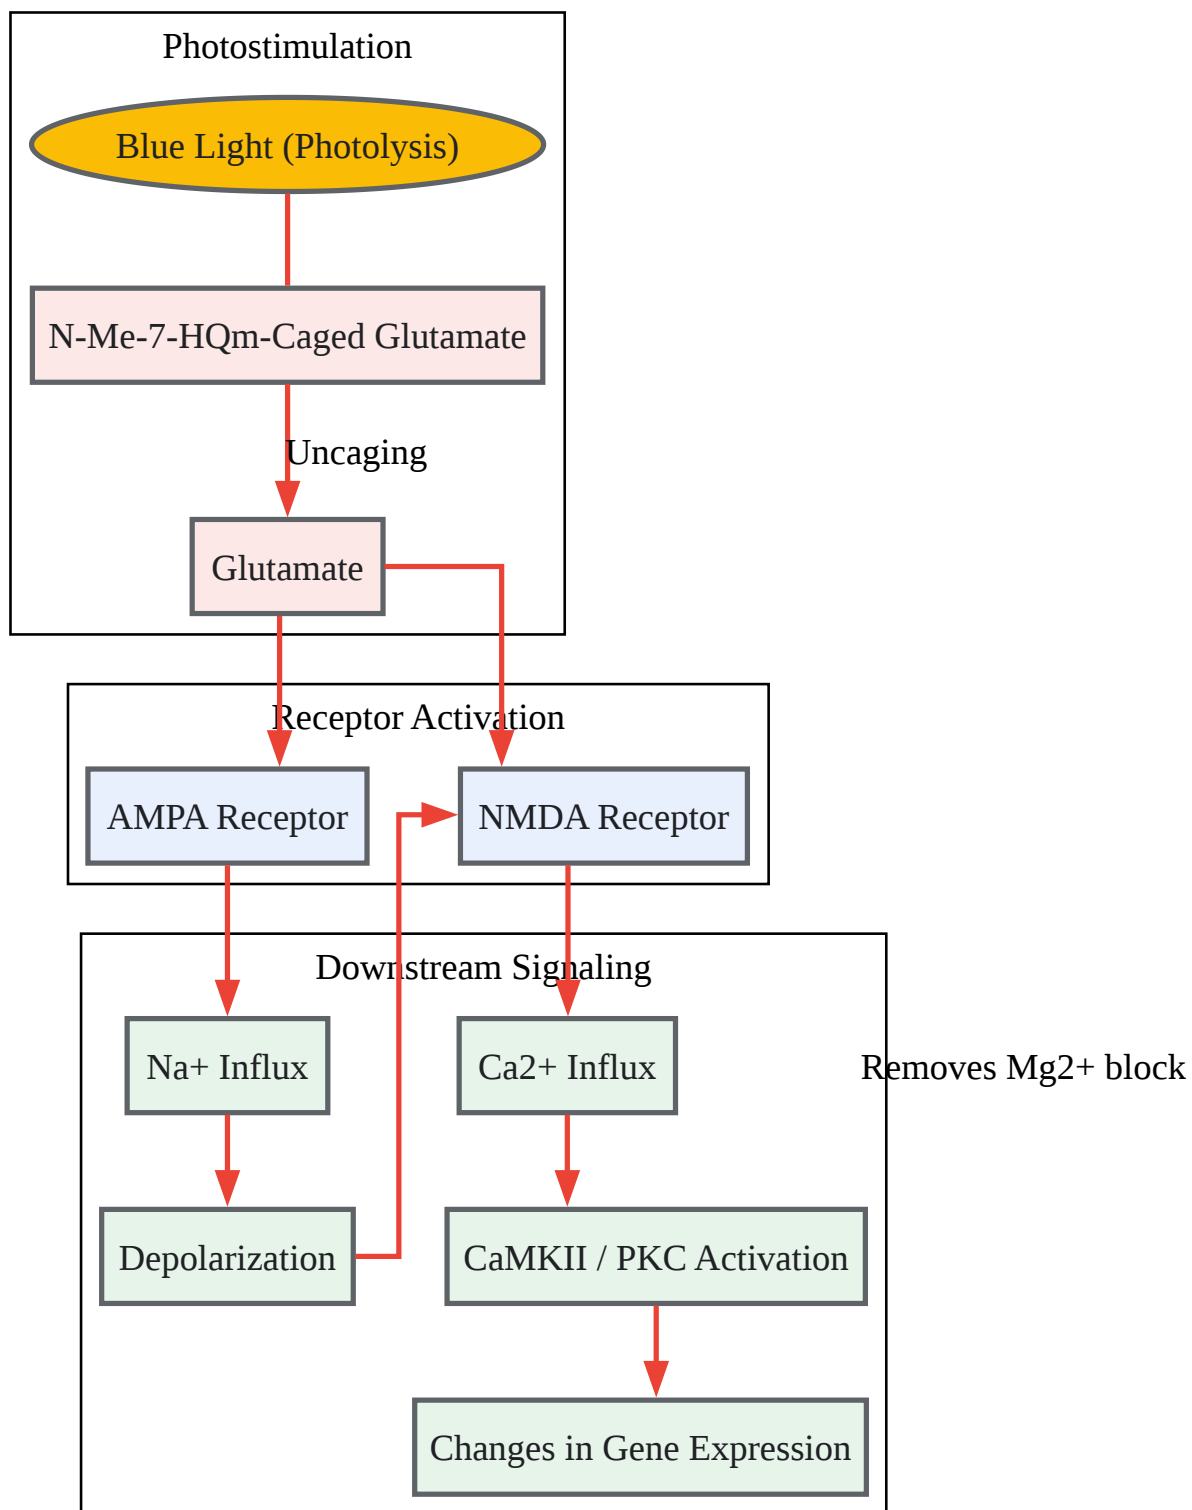 Photostimulation
Blue Light (Photolysis)
N-Me-7-HQm-Caged Glutamate
Uncaging
Glutamate
Receptor Activation
AMPA Receptor
NMDA Receptor
Downstream Signaling
Na+ Influx
Ca2+ Influx
Removes Mg2+ block
Depolarization
CaMKII / PKC Activation
Changes in Gene Expression